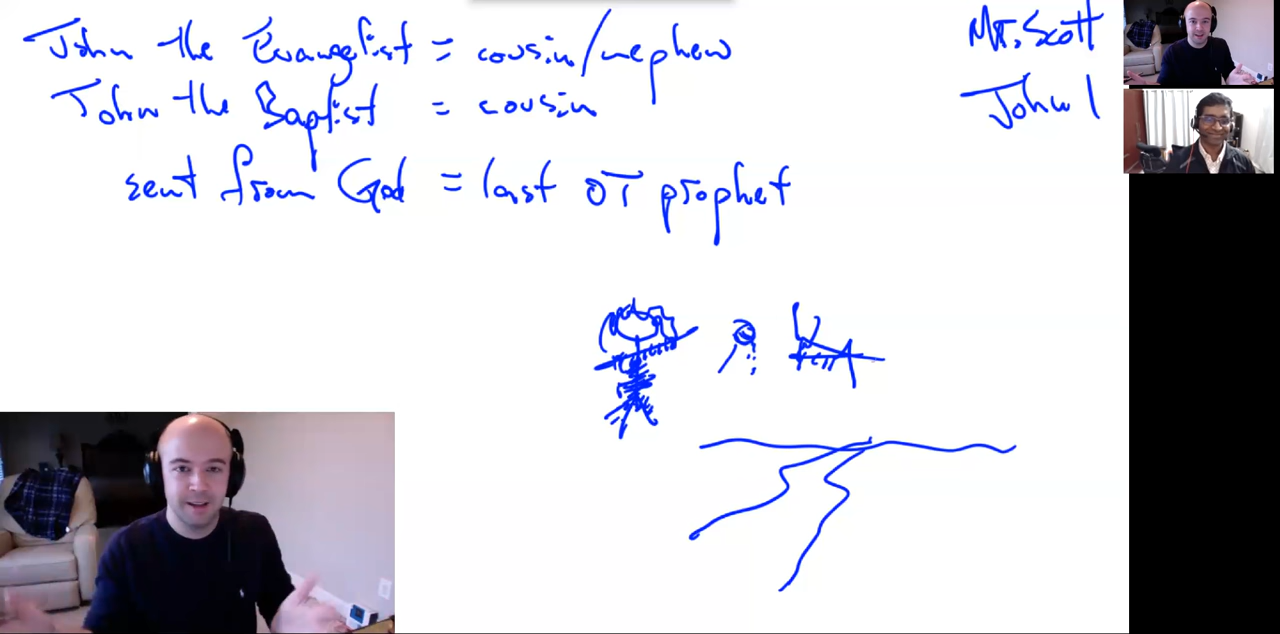 John the Evangelist = cousin/nephew
John the Baptist = cousin
sent from God = last OT prophet
Mr. Scott
John 1